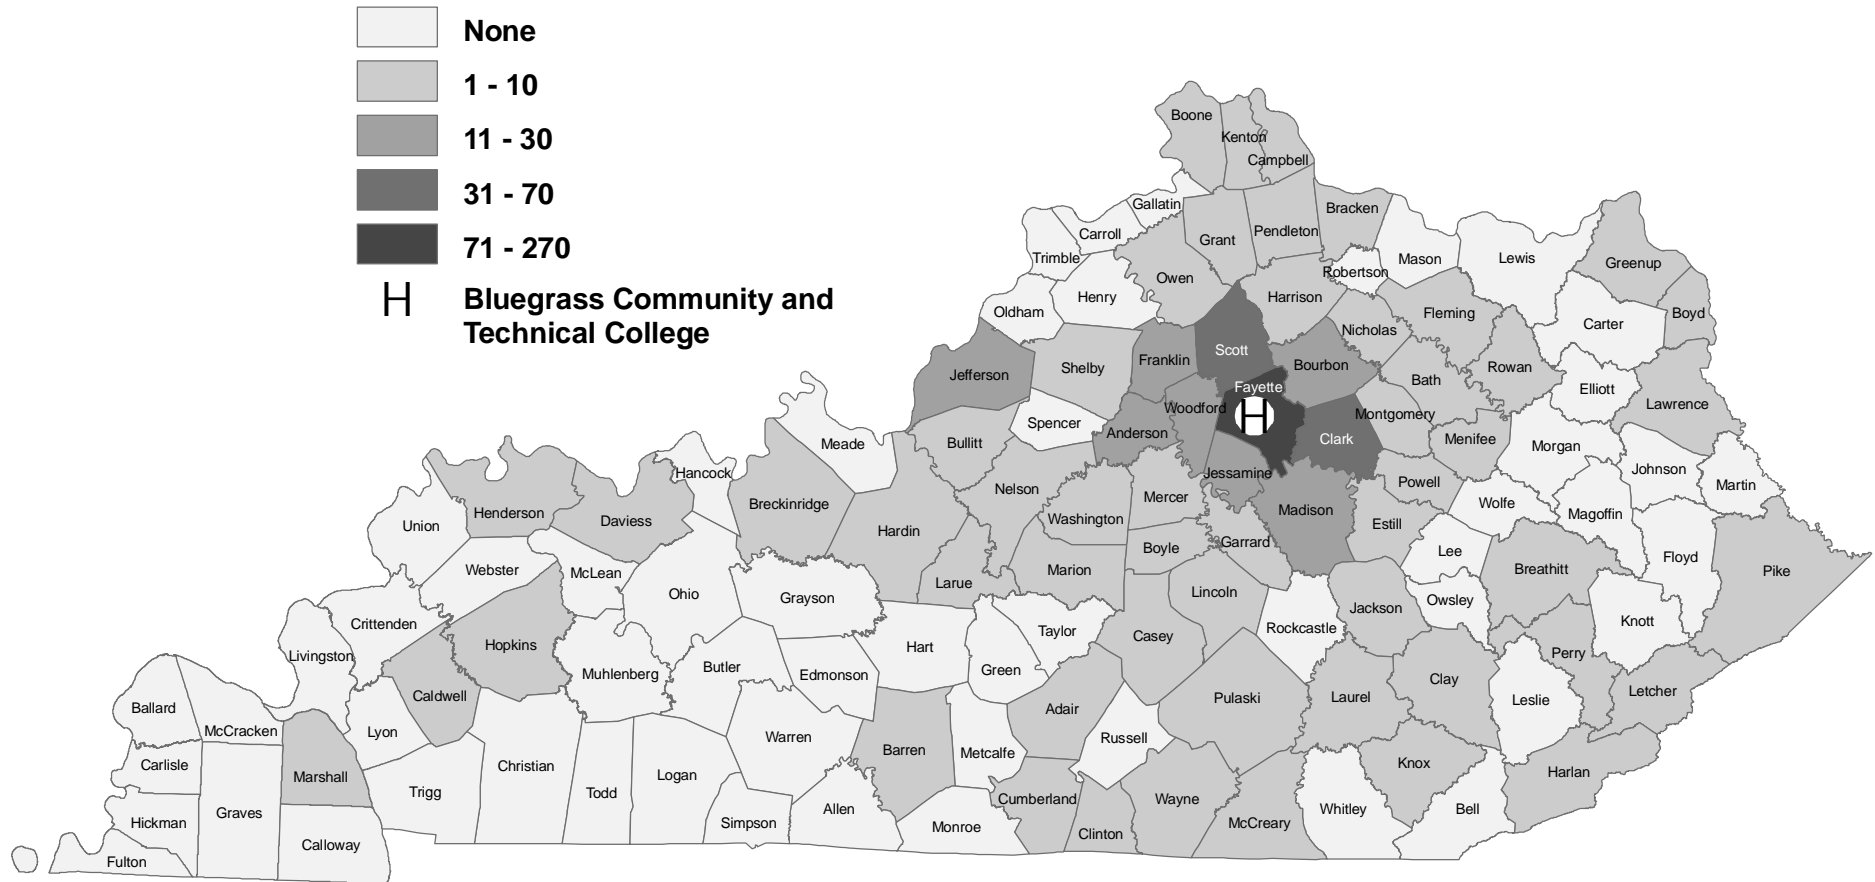 None
1 - 10
11 - 30
31 - 70
71 - 270
H Bluegrass Community and
Technical College
Boone
Kenton
Campbell
Gallatin
Bracken
Carroll
Pendleton
Grant
Trimble
Mason
Lewis
Greenup
Robertson
Owen
Henry
Harrison
Oldham
Fleming
Boyd
Carter
Nicholas
Scott
Franklin
Bourbon
Shelby
Rowan
Jefferson
Bath
Fayette
Elliott
Lawrence
Woodford
H
Montgomery
Spencer
Anderson
Clark
Menifee
Bullitt
Meade
Morgan
Johnson
Hancock
Jessamine
Powell
Martin
Nelson
Mercer
Breckinridge
Wolfe
Madison
Henderson
Magoffin
Washington
Daviess
Union
Estill
Hardin
Garrard
Boyle
Lee
Floyd
Webster
McLean
Marion
Breathitt
Pike
Larue
Ohio
Grayson
Lincoln
Owsley
Jackson
Crittenden
Knott
Rockcastle
Taylor
Casey
Hopkins
Hart
Livingston
Perry
Butler
Green
Muhlenberg
Edmonson
Clay
Letcher
Caldwell
Pulaski
Laurel
Leslie
Ballard
Adair
McCracken
Lyon
Warren
Russell
Barren
Metcalfe
Carlisle
Christian
Knox
Harlan
Marshall
Logan
Trigg
Todd
Cumberland
Wayne
Allen
Whitley
Bell
Graves
Hickman
Simpson
McCreary
Monroe
Clinton
Calloway
Fulton